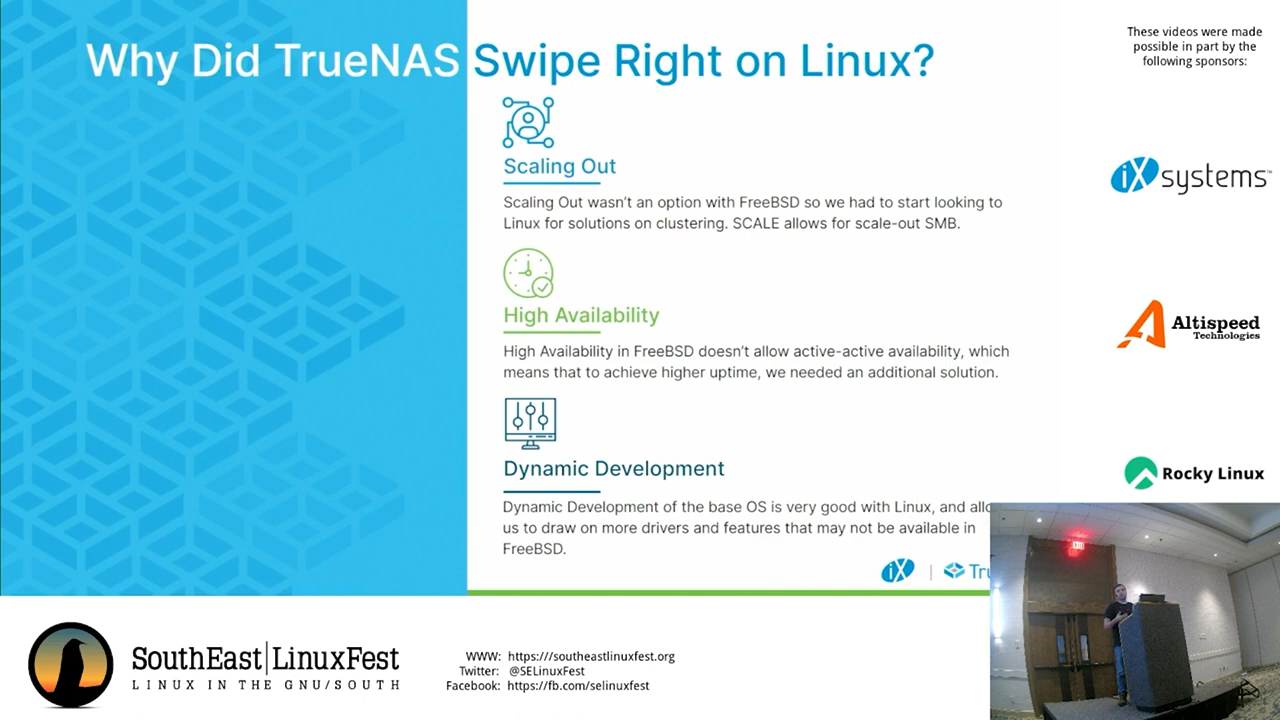 Why Did TrueNAS Swipe Right on Linux?
Scaling Out
Scaling Out wasn't an option with FreeBSD so we had to start looking to
Linux for solutions on clustering. SCALE allows for scale-out SMB.
High Availability
High Availability in FreeBSD doesn't allow active-active availability, which
means that to achieve higher uptime, we needed an additional solution.
Dynamic Development
Dynamic Development of the base OS is very good with Linux, and allo
us to draw on more drivers and features that may not be available in
FreeBSD.
iX | Tru
These videos were made
possible in part by the
following sponsors:
iXsystems™
Altispeed
Technologies
Rocky Linux
EXIT
SouthEast|LinuxFest
LINUX IN THE GNU/SOUTH
WWW: https://southeastlinuxfest.org
Twitter: @SELinuxFest
Facebook: https://fb.com/selinuxfest